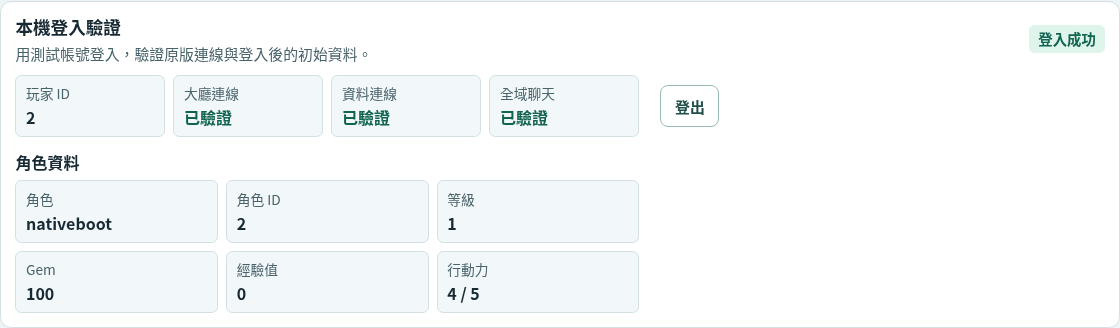 本機登入驗證
登入成功
用測試帳號登入，驗證原版連線與登入後的初始資料。
玩家 ID
2
大廳連線
已驗證
資料連線
已驗證
全域聊天
已驗證
登出
角色資料
角色
nativeboot
角色 ID
2
等級
1
Gem
100
經驗值
0
行動力
4 / 5